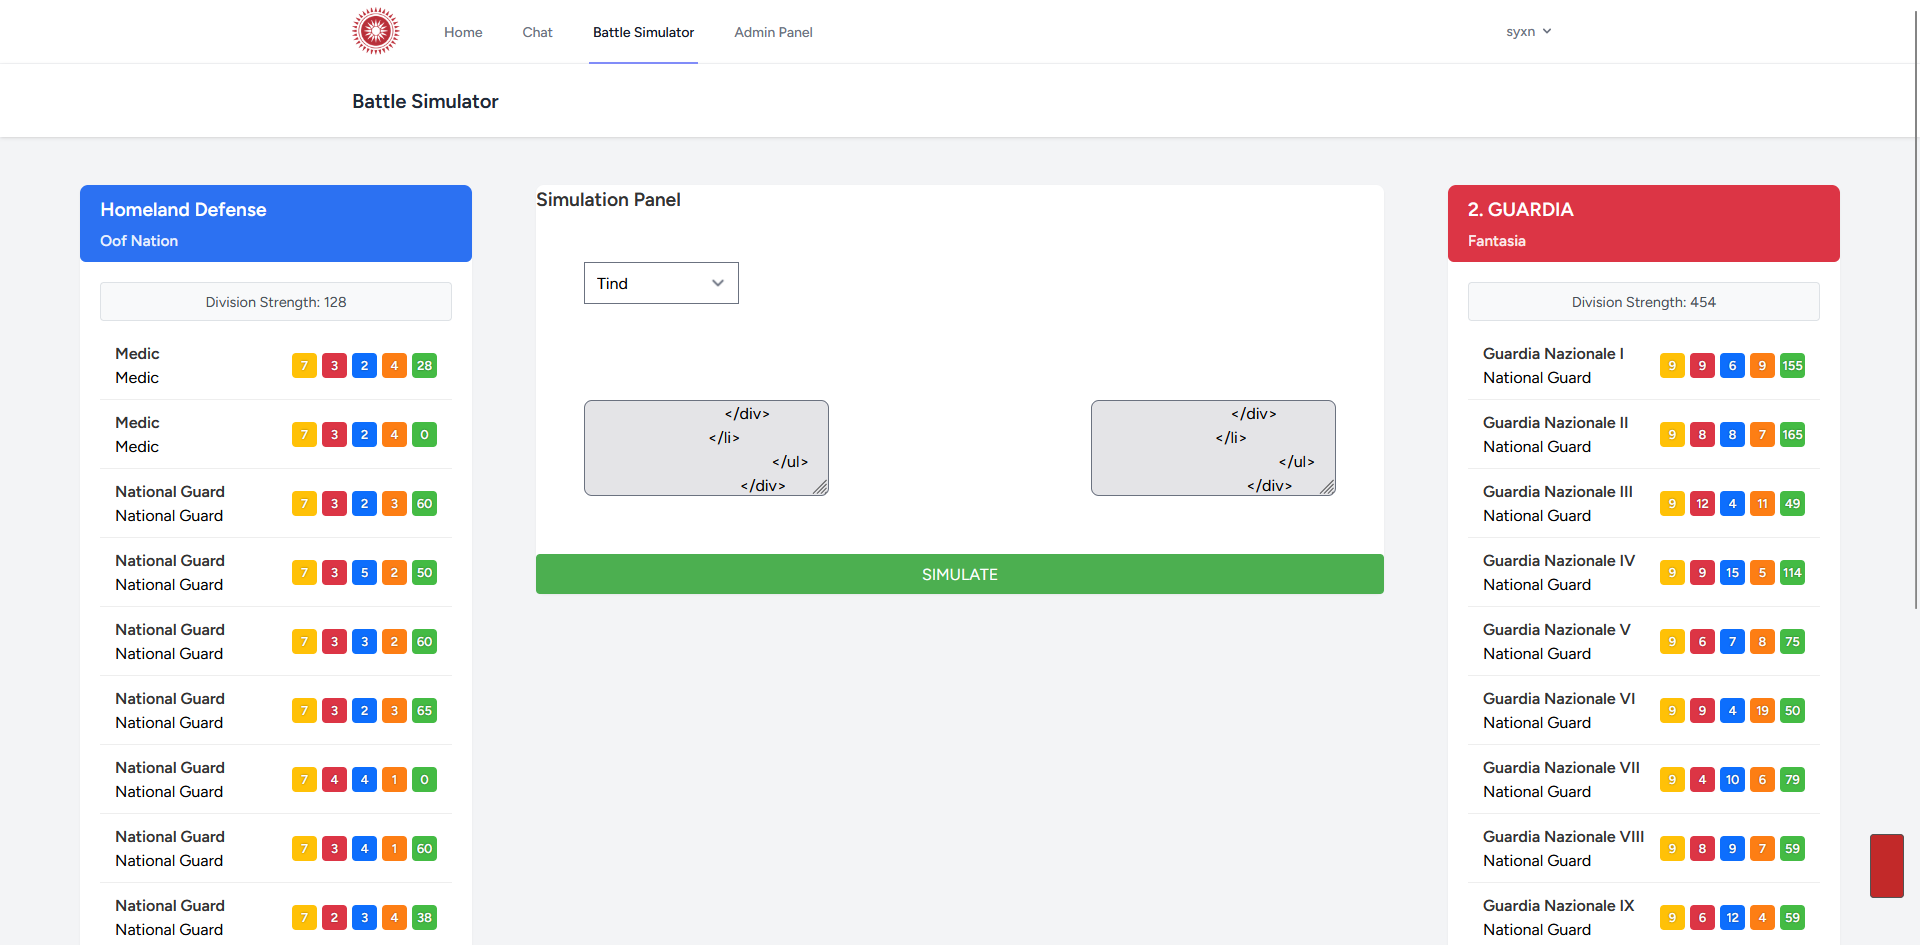 Home
Chat
Battle Simulator
Admin Panel
syxn
Battle Simulator
Homeland Defense
Oof Nation
Division Strength: 128
Medic
Medic
7 3 2 4 28
Medic
Medic
7 3 2 4 0
National Guard
National Guard
7 3 2 3 60
National Guard
National Guard
7 3 5 2 50
National Guard
National Guard
7 3 3 2 60
National Guard
National Guard
7 3 2 3 65
National Guard
National Guard
7 4 4 1 0
National Guard
National Guard
7 3 4 1 60
National Guard
National Guard
7 2 3 4 38
Simulation Panel
Tind
</div>
</li>
</ul>
</div>
</div>
</li>
</ul>
</div>
SIMULATE
2. GUARDIA
Fantasia
Division Strength: 454
Guardia Nazionale I
National Guard
9 9 6 9 155
Guardia Nazionale II
National Guard
9 8 8 7 165
Guardia Nazionale III
National Guard
9 12 4 11 49
Guardia Nazionale IV
National Guard
9 9 15 5 114
Guardia Nazionale V
National Guard
9 6 7 8 75
Guardia Nazionale VI
National Guard
9 9 4 19 50
Guardia Nazionale VII
National Guard
9 4 10 6 79
Guardia Nazionale VIII
National Guard
9 8 9 7 59
Guardia Nazionale IX
National Guard
9 6 12 4 59